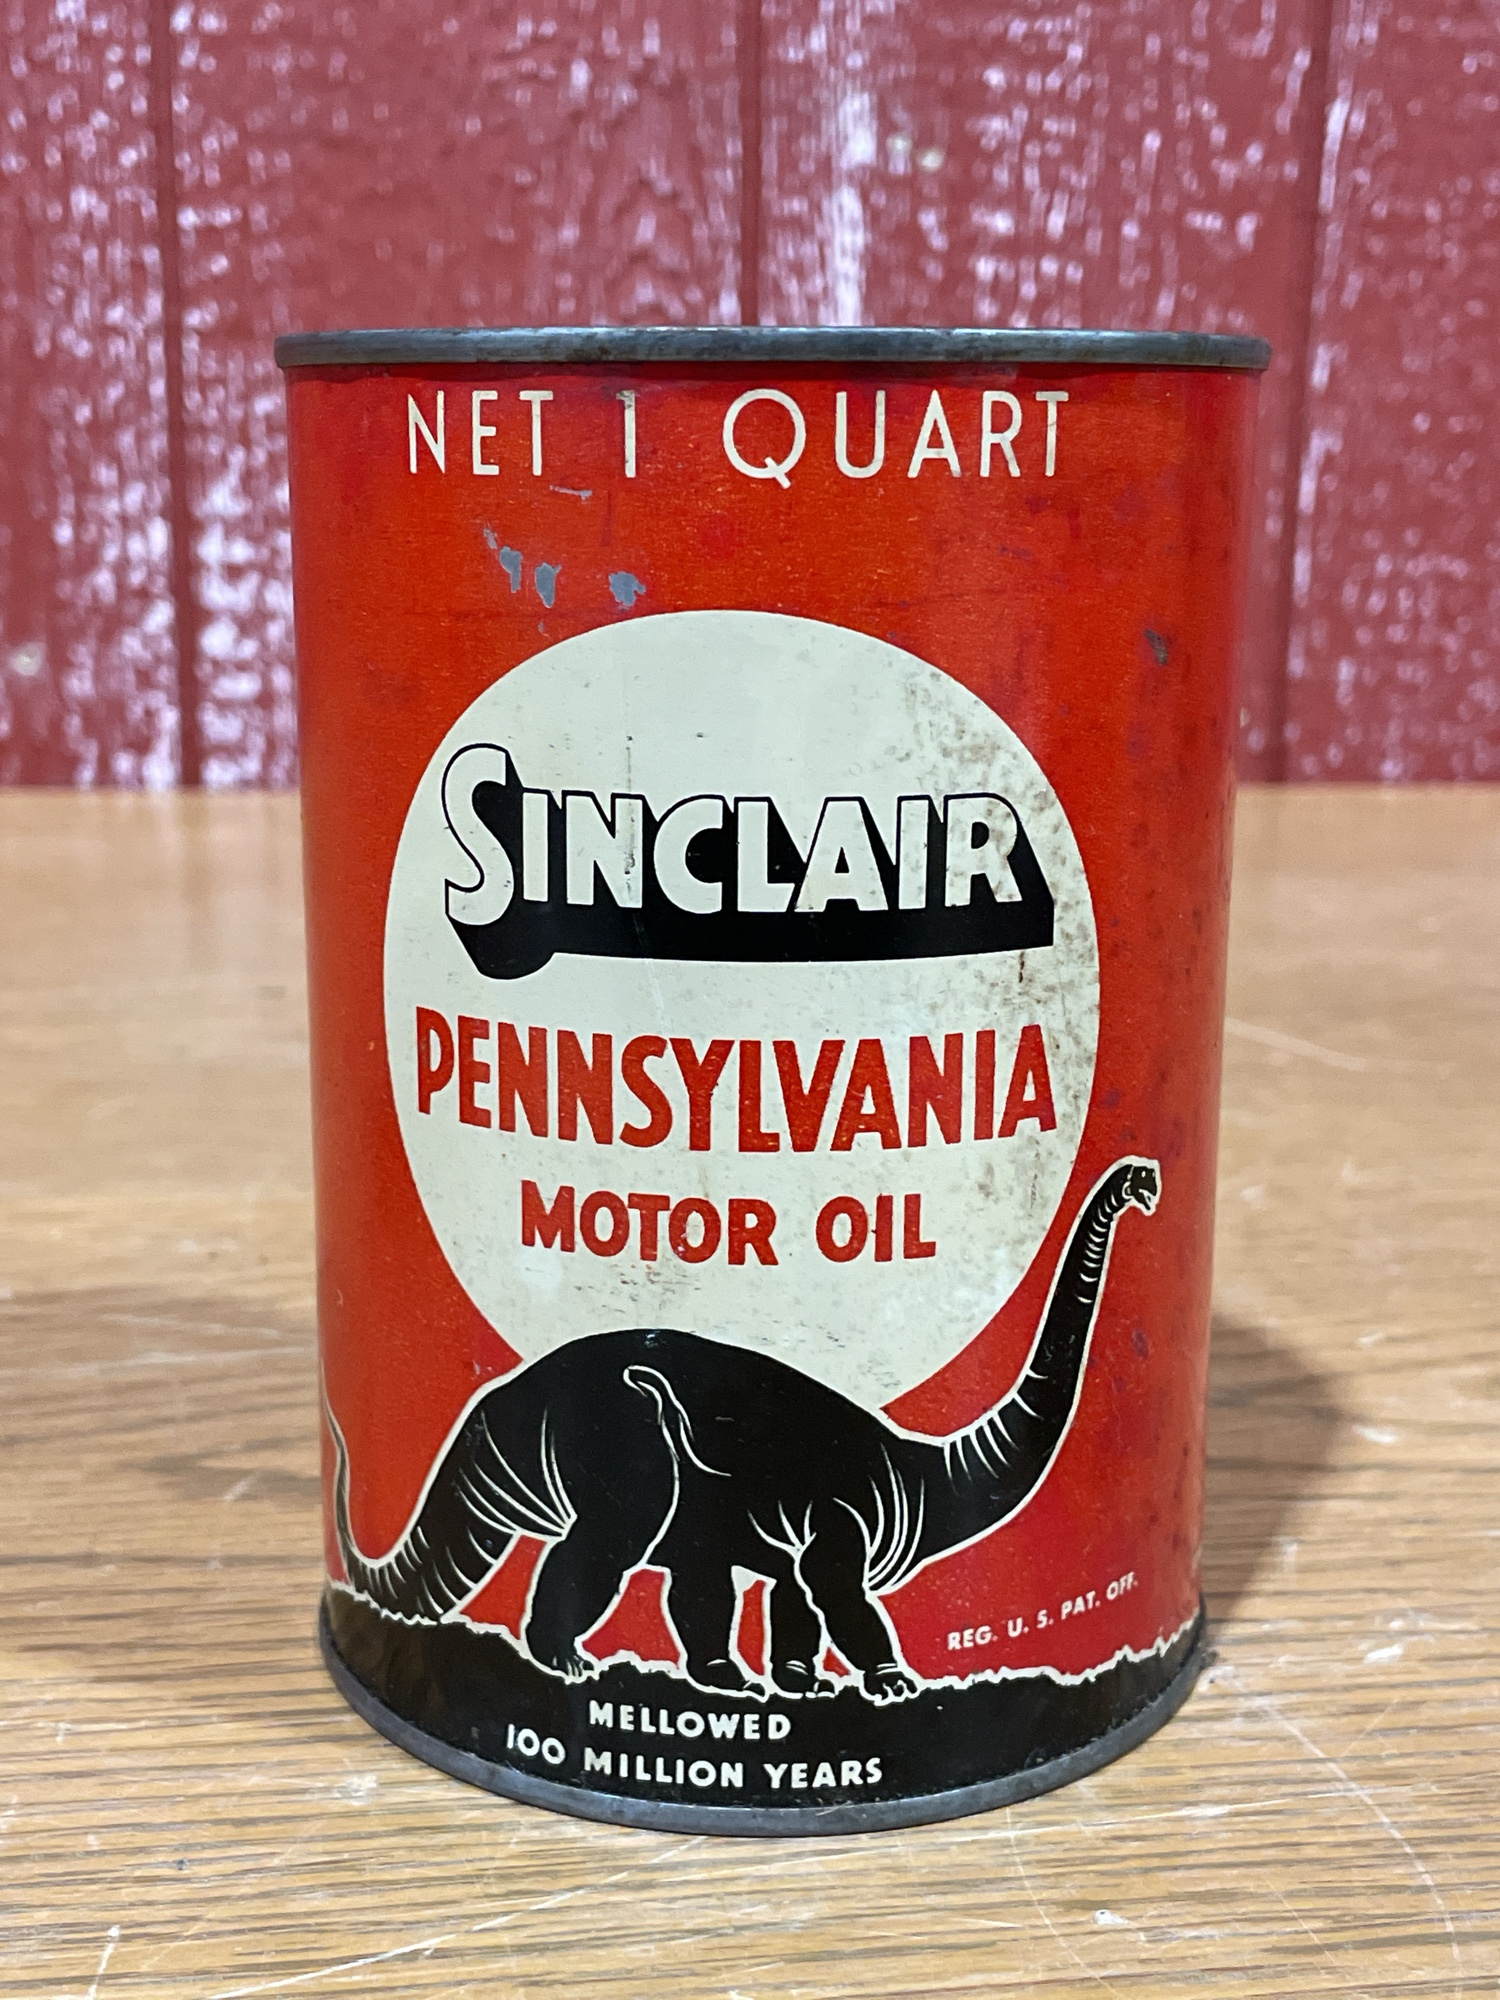 NET 1 QUART
SINCLAIR
PENNSYLVANIA
MOTOR OIL
REG. U. S. PAT. OFF.
MELLOWED
100 MILLION YEARS